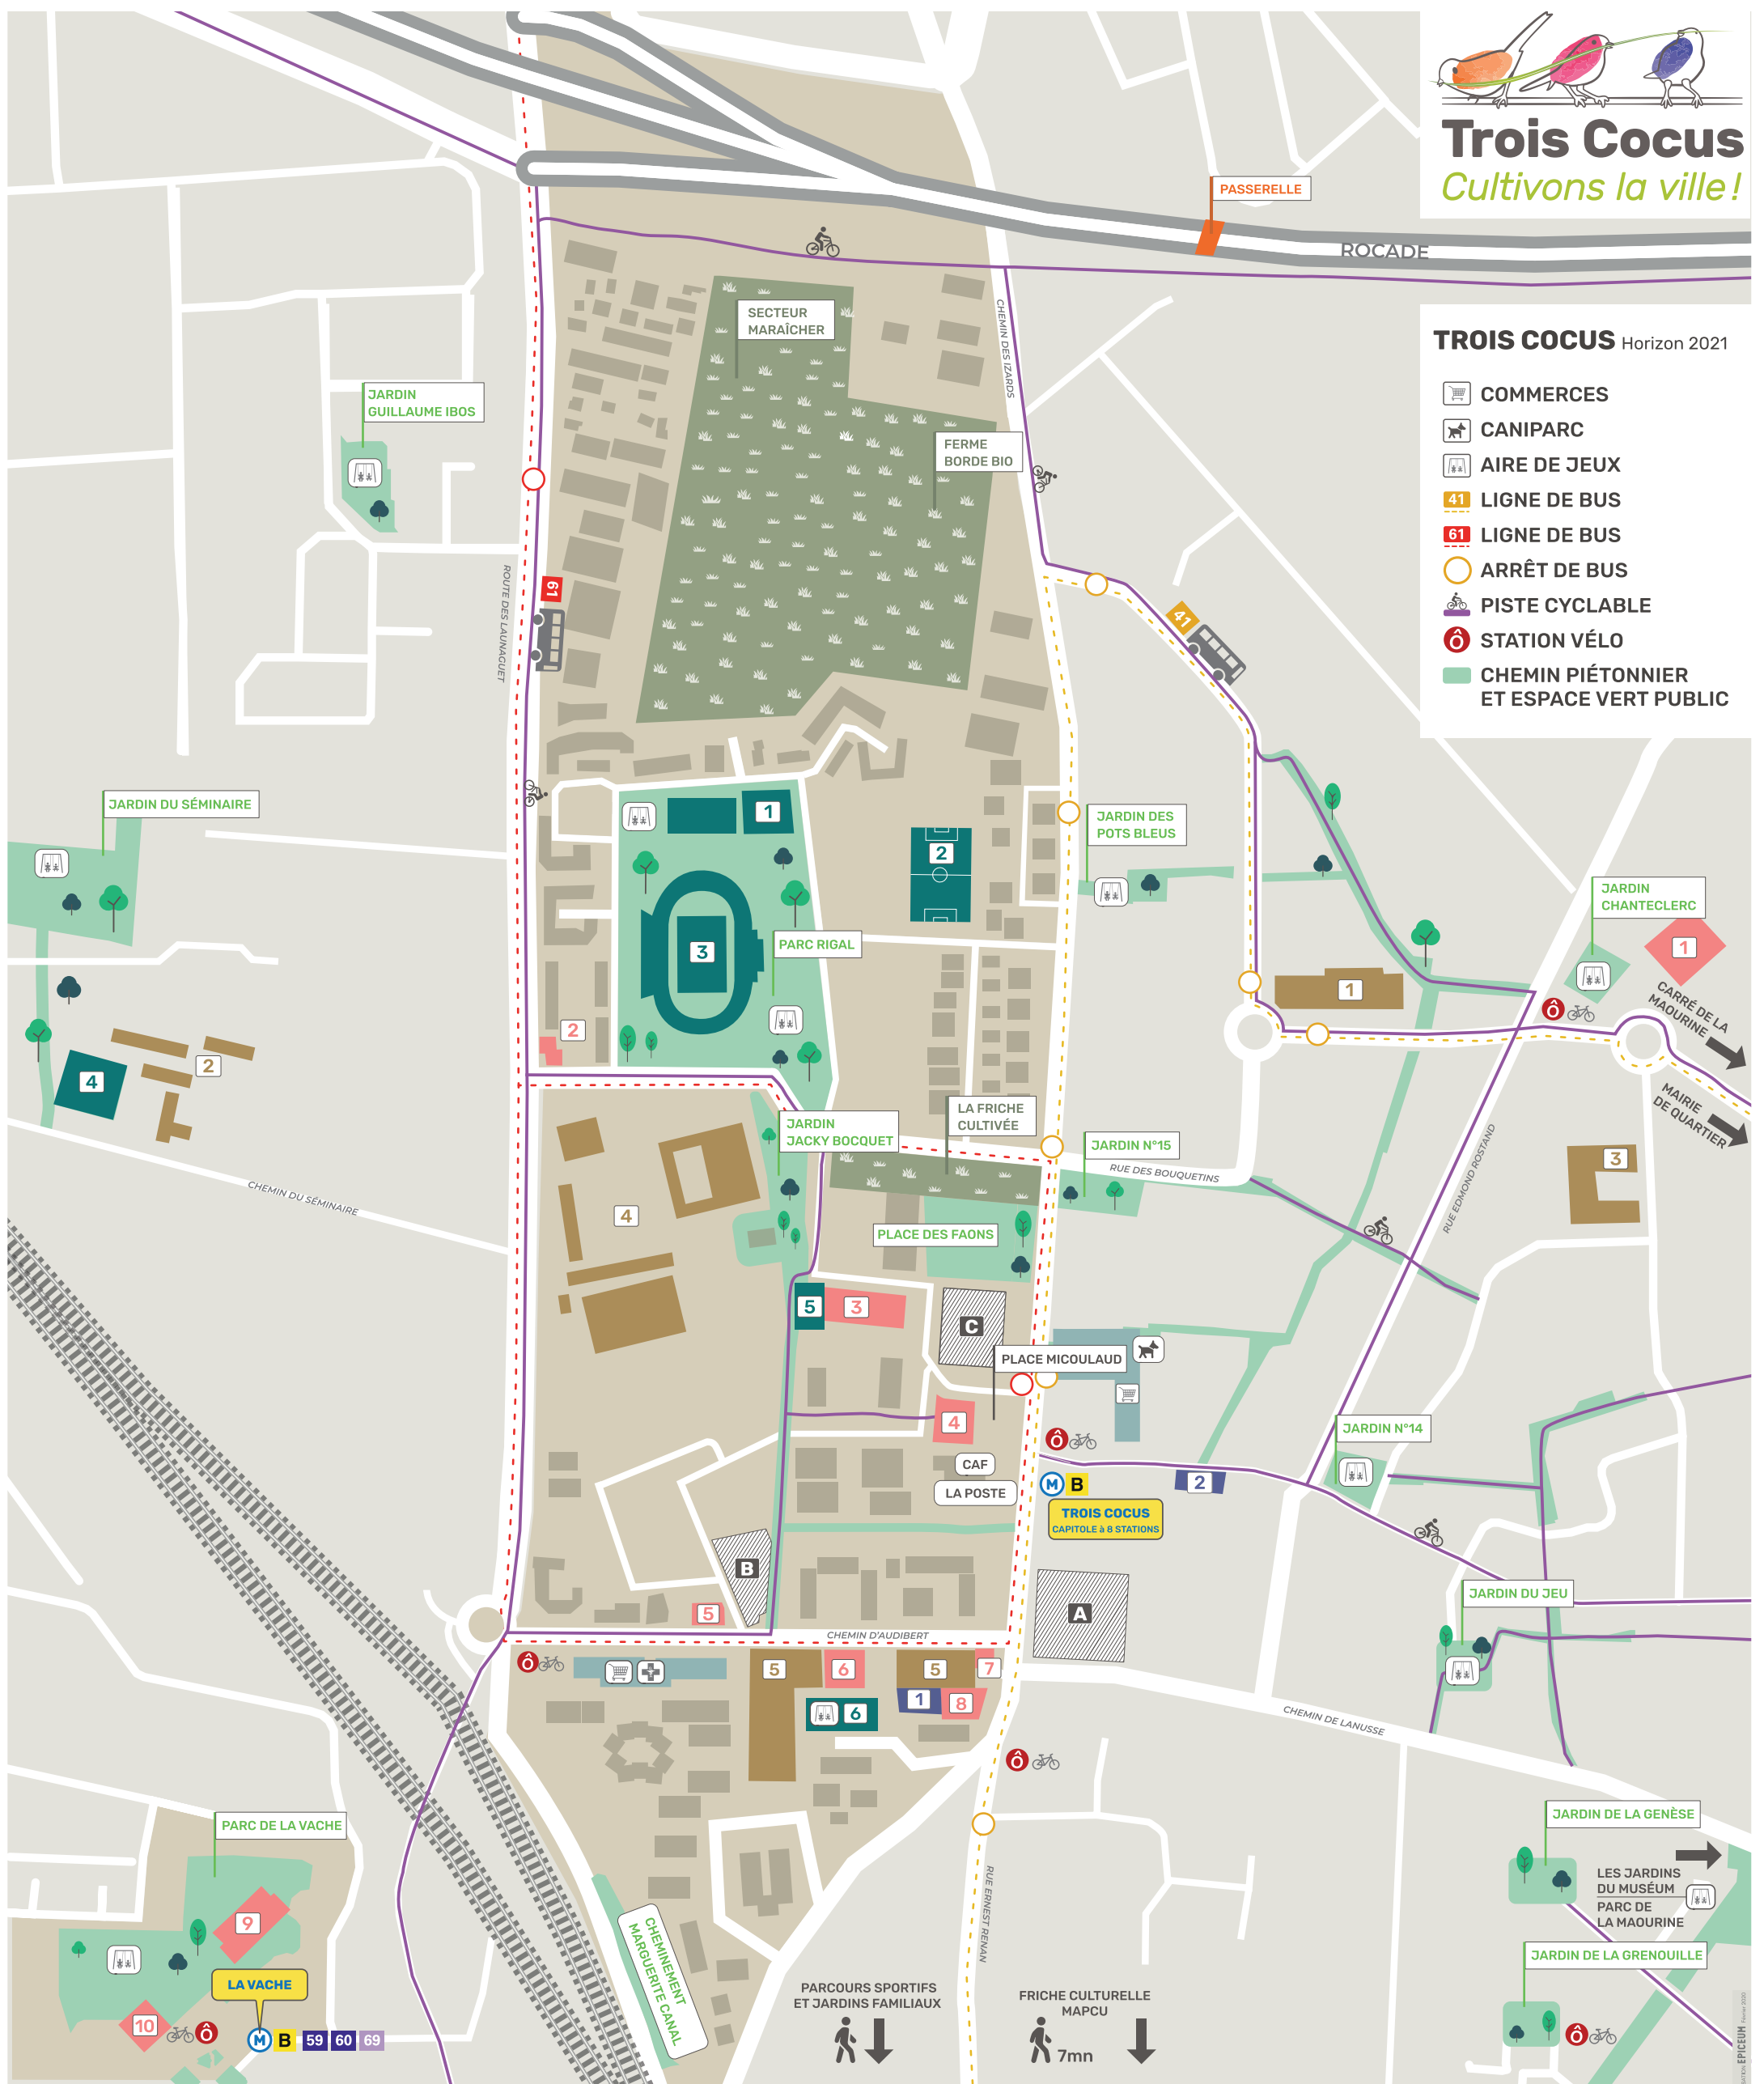 Trois Cocus
Cultivons la ville !
PASSERELLE
ROCADE
TROIS COCUS Horizon 2021
COMMERCES
CANIPARC
AIRE DE JEUX
41 LIGNE DE BUS
61 LIGNE DE BUS
ARRÊT DE BUS
PISTE CYCLABLE
Ô STATION VÉLO
CHEMIN PIÉTONNIER
ET ESPACE VERT PUBLIC
SECTEUR
MARAÎCHER
CHEMIN DES IZARDS
JARDIN
GUILLAUME IBOS
FERME
BORDE BIO
ROUTE DES LAUNAGUET
61
41
JARDIN DU SÉMINAIRE
1
2
JARDIN DES
POTS BLEUS
JARDIN
CHANTECLERC
1
3
PARC RIGAL
1
Ô
CARRÉ DE LA
MAOURINE
2
4
2
MAIRIE
DE QUARTIER
LA FRICHE
CULTIVÉE
JARDIN
JACKY BOCQUET
JARDIN N°15
RUE DES BOUQUETINS
3
RUE EDMOND ROSTAND
CHEMIN DU SÉMINAIRE
4
PLACE DES FAONS
5
3
C
PLACE MICOULAUD
4
Ô
JARDIN N°14
CAF
LA POSTE
M B
2
TROIS COCUS
CAPITOLE à 8 STATIONS
B
A
JARDIN DU JEU
5
CHEMIN D'AUDIBERT
Ô
5
6
5
7
1
8
6
CHEMIN DE LANUSSE
Ô
JARDIN DE LA GENÈSE
PARC DE LA VACHE
LES JARDINS
DU MUSÉUM
PARC DE
LA MAOURINE
RUE ERNEST RENAN
9
CHEMINEMENT
MARGUERITE CANAL
JARDIN DE LA GRENOUILLE
LA VACHE
PARCOURS SPORTIFS
ET JARDINS FAMILIAUX
FRICHE CULTURELLE
MAPCU
10
Ô
M B 59 60 69
7mn
Ô
EPICEUM Février 2020